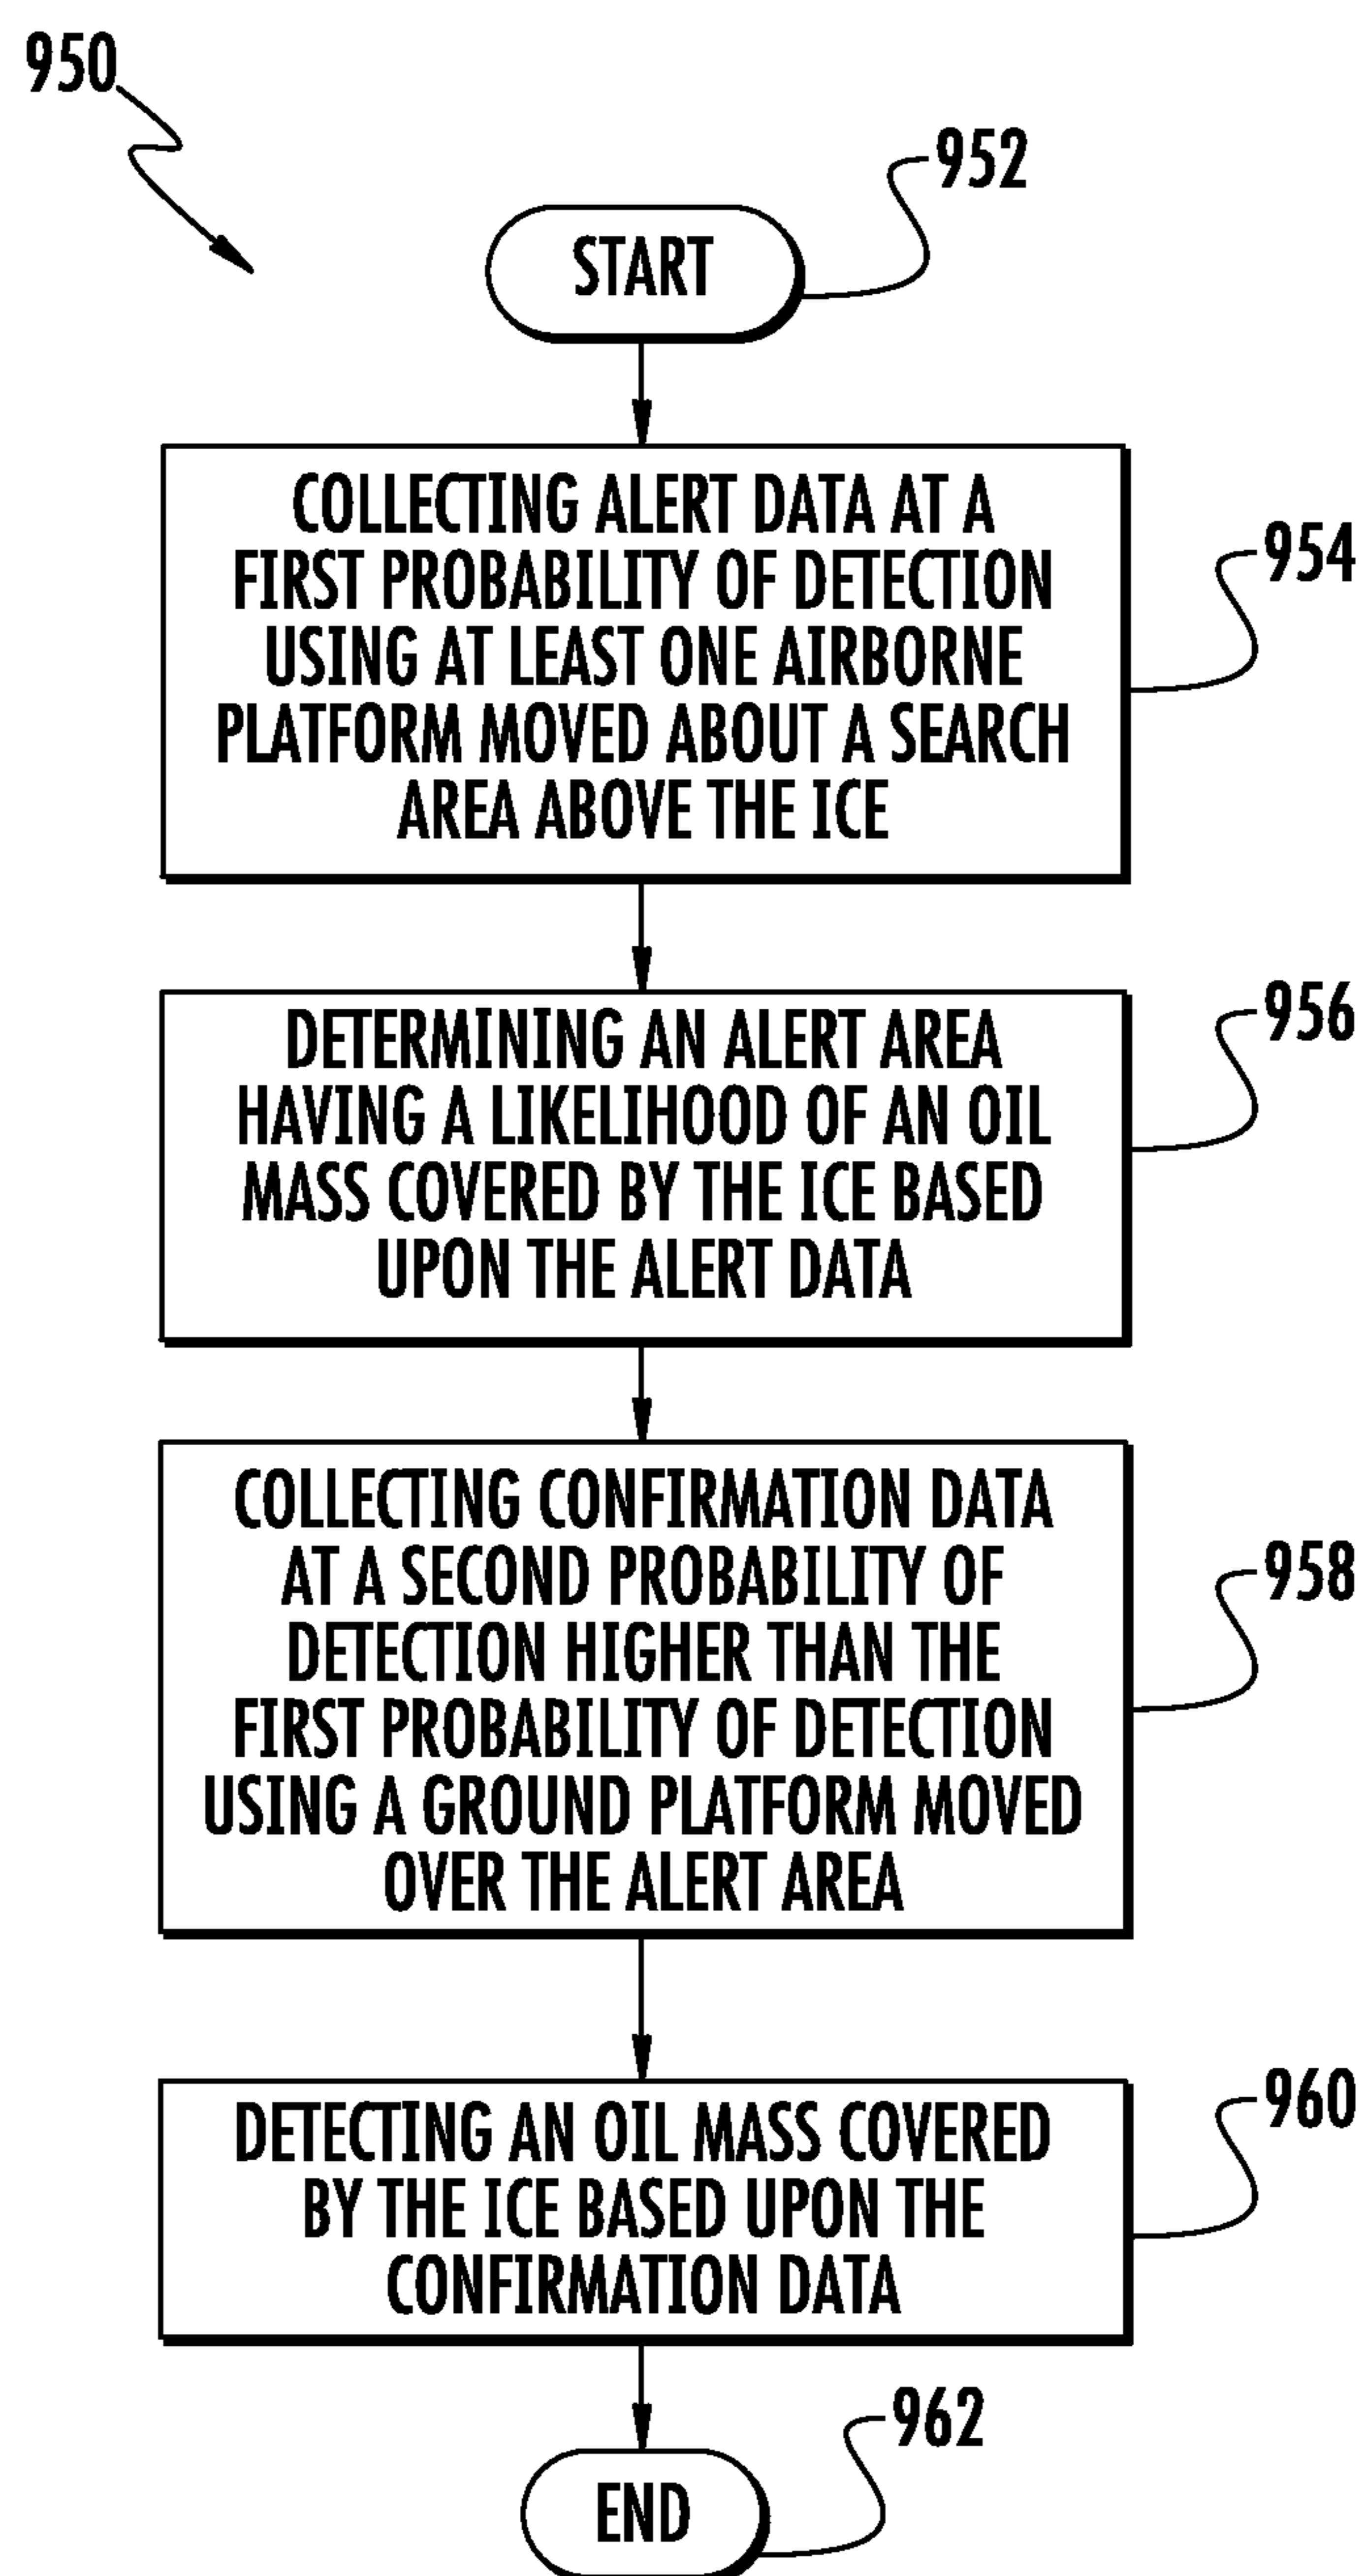 950
952
START
COLLECTING ALERT DATA AT A
FIRST PROBABILITY OF DETECTION
USING AT LEAST ONE AIRBORNE
PLATFORM MOVED ABOUT A SEARCH
AREA ABOVE THE ICE
954
DETERMINING AN ALERT AREA
HAVING A LIKELIHOOD OF AN OIL
MASS COVERED BY THE ICE BASED
UPON THE ALERT DATA
956
COLLECTING CONFIRMATION DATA
AT A SECOND PROBABILITY OF
DETECTION HIGHER THAN THE
FIRST PROBABILITY OF DETECTION
USING A GROUND PLATFORM MOVED
OVER THE ALERT AREA
958
DETECTING AN OIL MASS COVERED
BY THE ICE BASED UPON THE
CONFIRMATION DATA
960
962
END